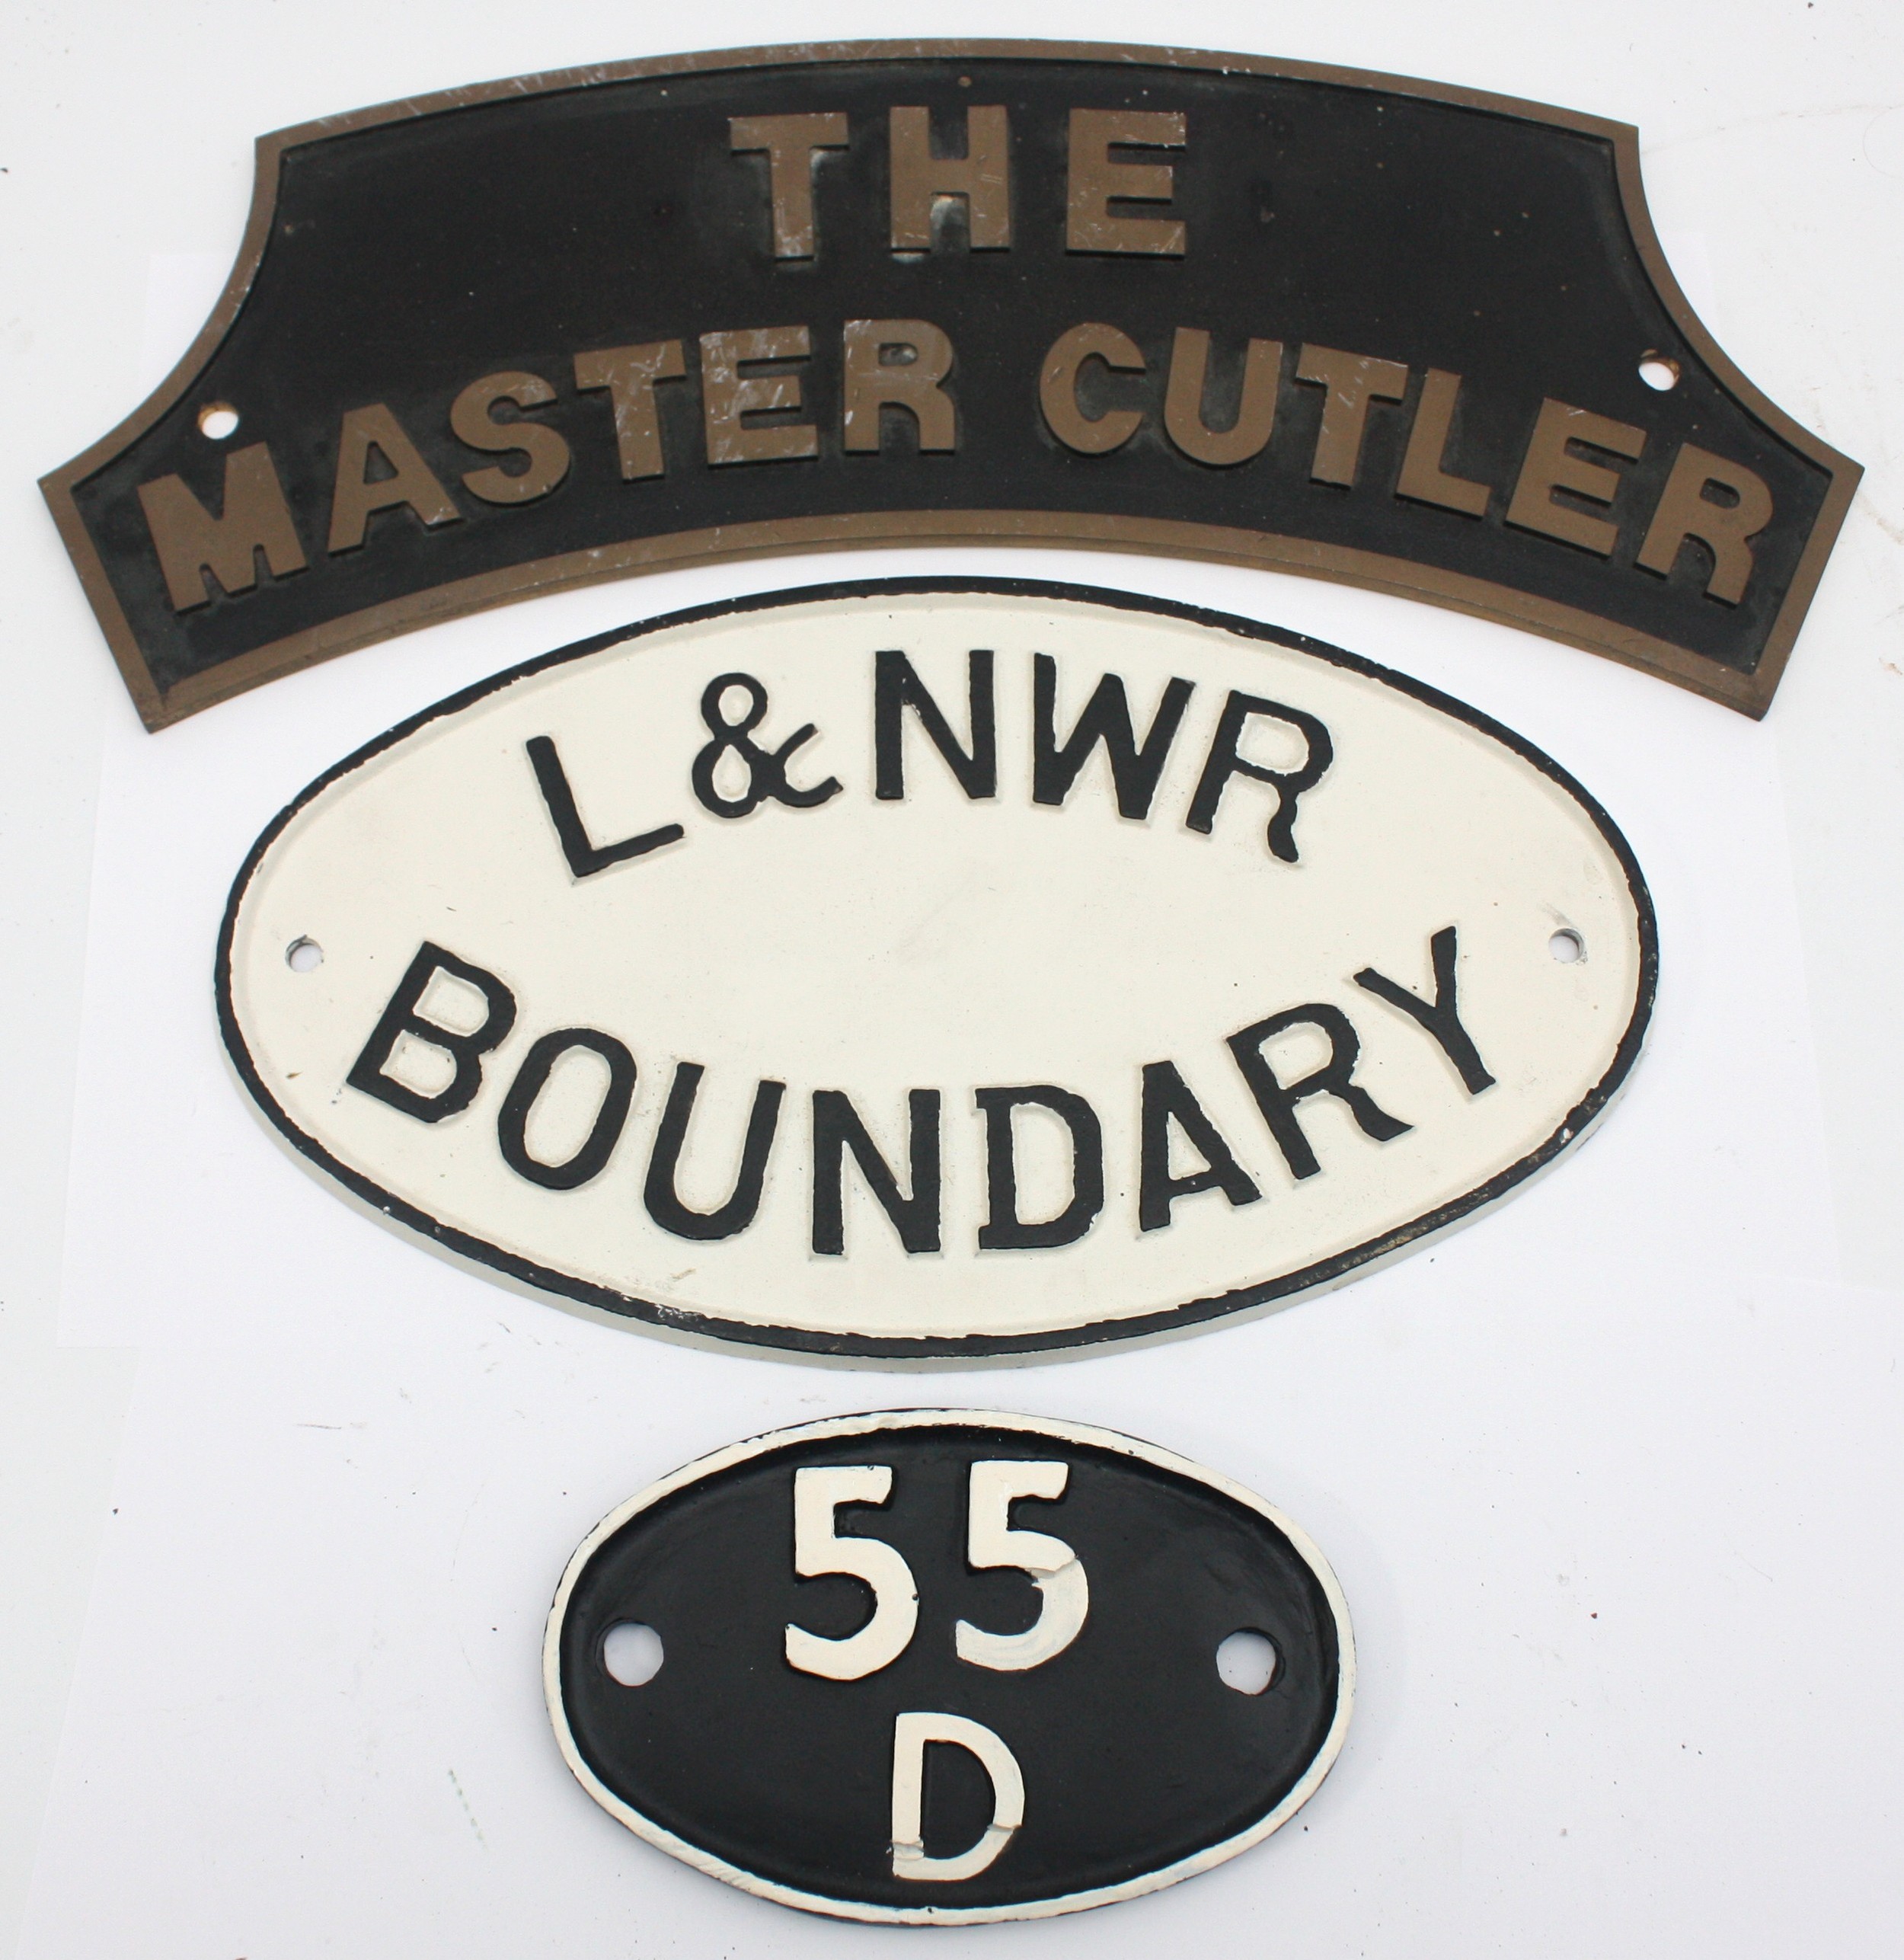 THE
MASTER CUTLER
L&NWR
BOUNDARY
55
D